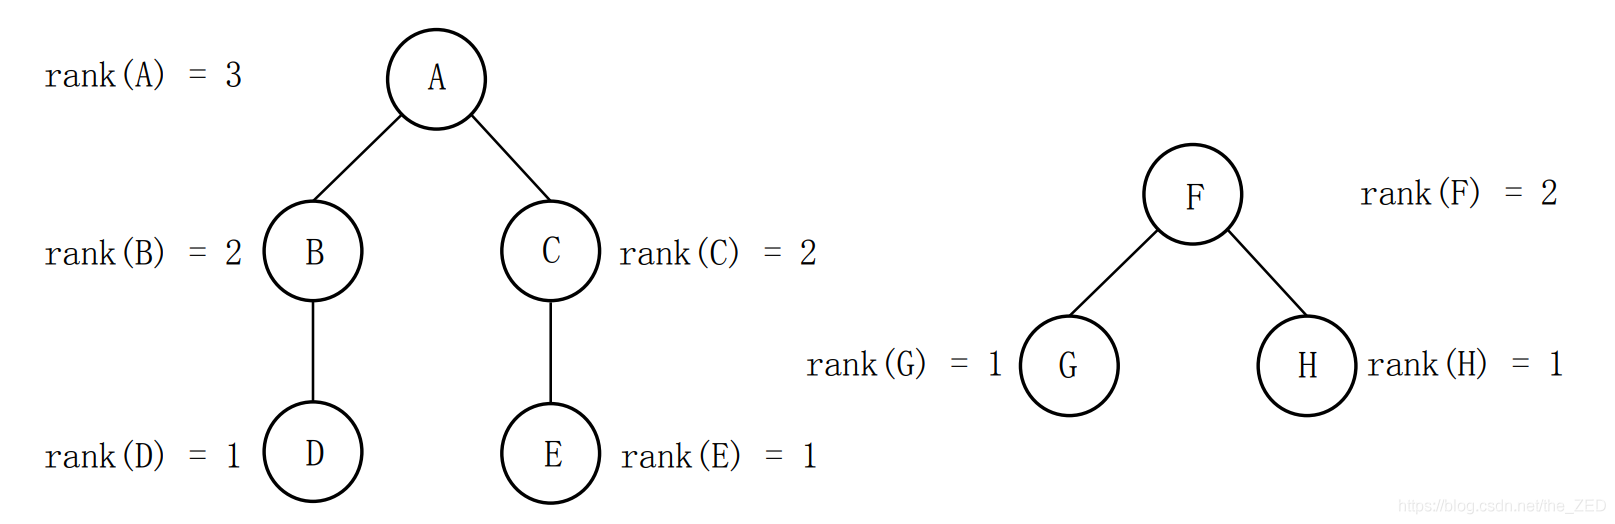 rank(A) = 3
A
F
rank(F) = 2
rank(B) = 2
B
C
rank(C) = 2
rank(G) = 1
G
H
rank(H) = 1
rank(D) = 1
D
E
rank(E) = 1
https://blog.csdn.net/the_ZED